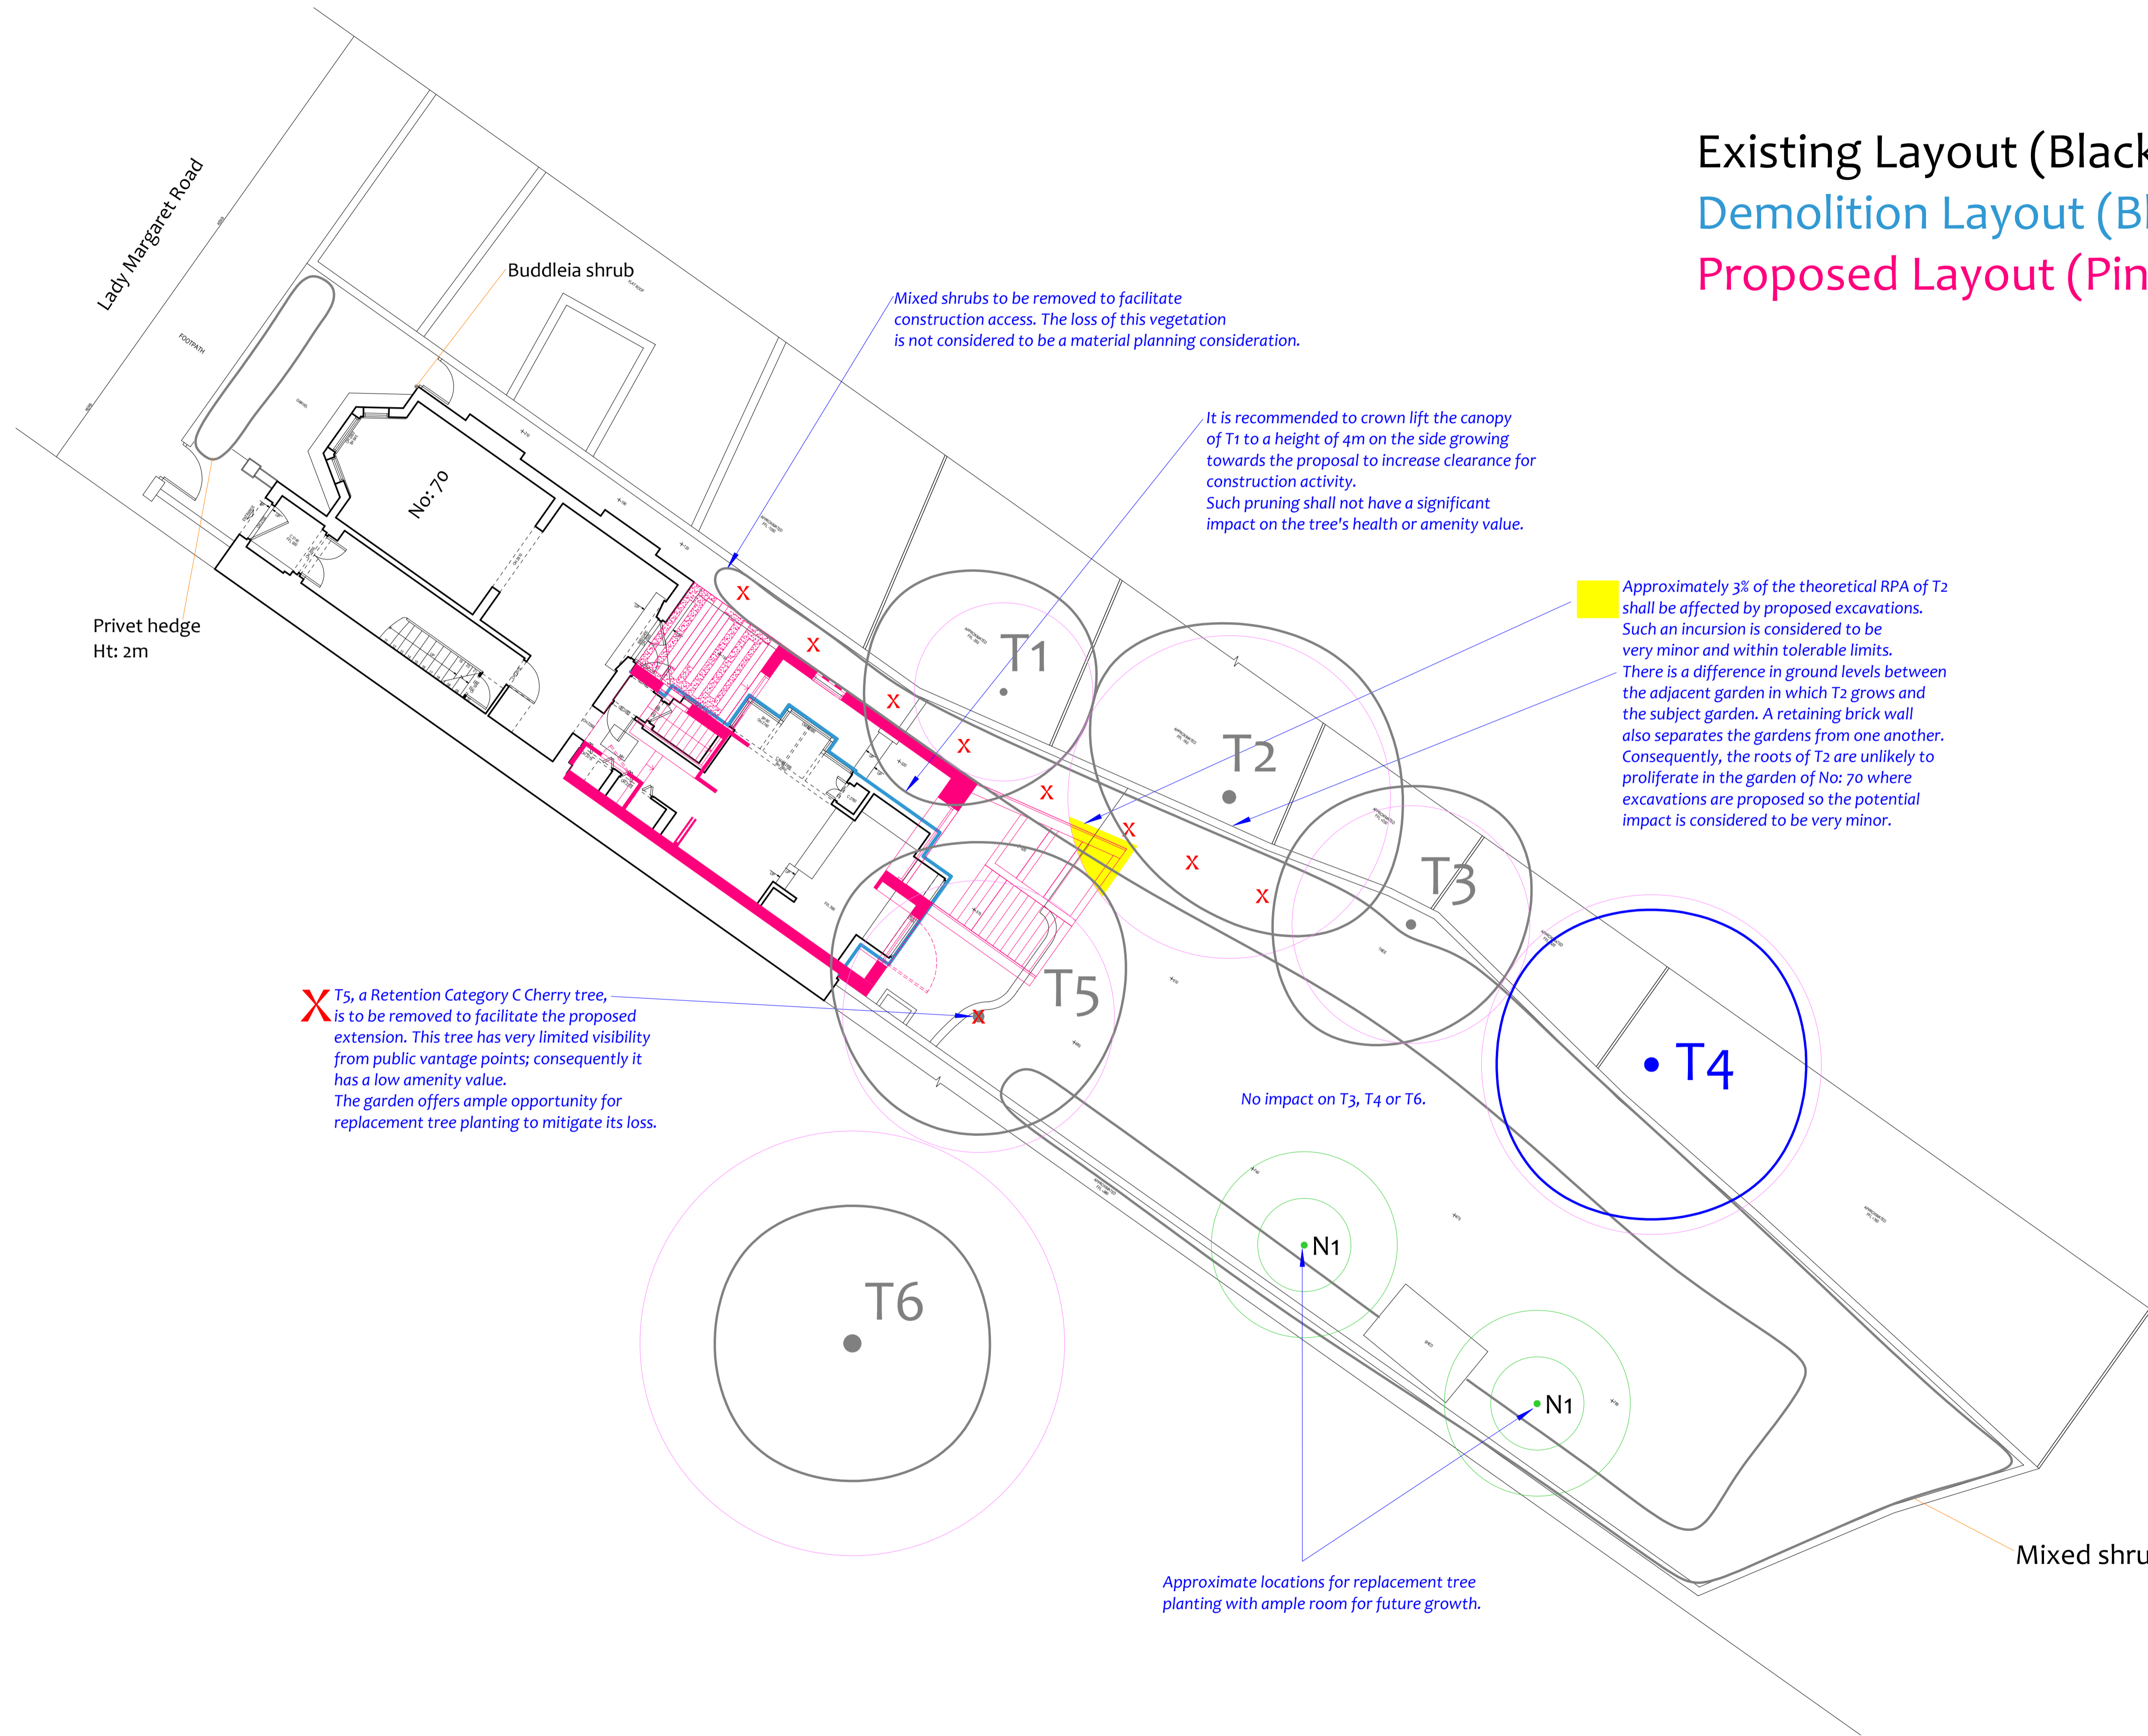 Existing Layout (Black
Demolition Layout (Bl
Proposed Layout (Pin
Lady Margaret Road
FOOTPATH
Buddleia shrub
FLAT ROOF
Mixed shrubs to be removed to facilitate
construction access. The loss of this vegetation
is not considered to be a material planning consideration.
It is recommended to crown lift the canopy
of T1 to a height of 4m on the side growing
towards the proposal to increase clearance for
construction activity.
Such pruning shall not have a significant
impact on the tree's health or amenity value.
No: 70
Approximately 3% of the theoretical RPA of T2
shall be affected by proposed excavations.
Such an incursion is considered to be
very minor and within tolerable limits.
There is a difference in ground levels between
the adjacent garden in which T2 grows and
the subject garden. A retaining brick wall
also separates the gardens from one another.
Consequently, the roots of T2 are unlikely to
proliferate in the garden of No: 70 where
excavations are proposed so the potential
impact is considered to be very minor.
Privet hedge
Ht: 2m
X
X
X
X
X
X
X
X
T1
T2
T3
T4
T5
X
X
T5, a Retention Category C Cherry tree,
is to be removed to facilitate the proposed
extension. This tree has very limited visibility
from public vantage points; consequently it
has a low amenity value.
The garden offers ample opportunity for
replacement tree planting to mitigate its loss.
No impact on T3, T4 or T6.
T6
N1
N1
Mixed shru
Approximate locations for replacement tree
planting with ample room for future growth.